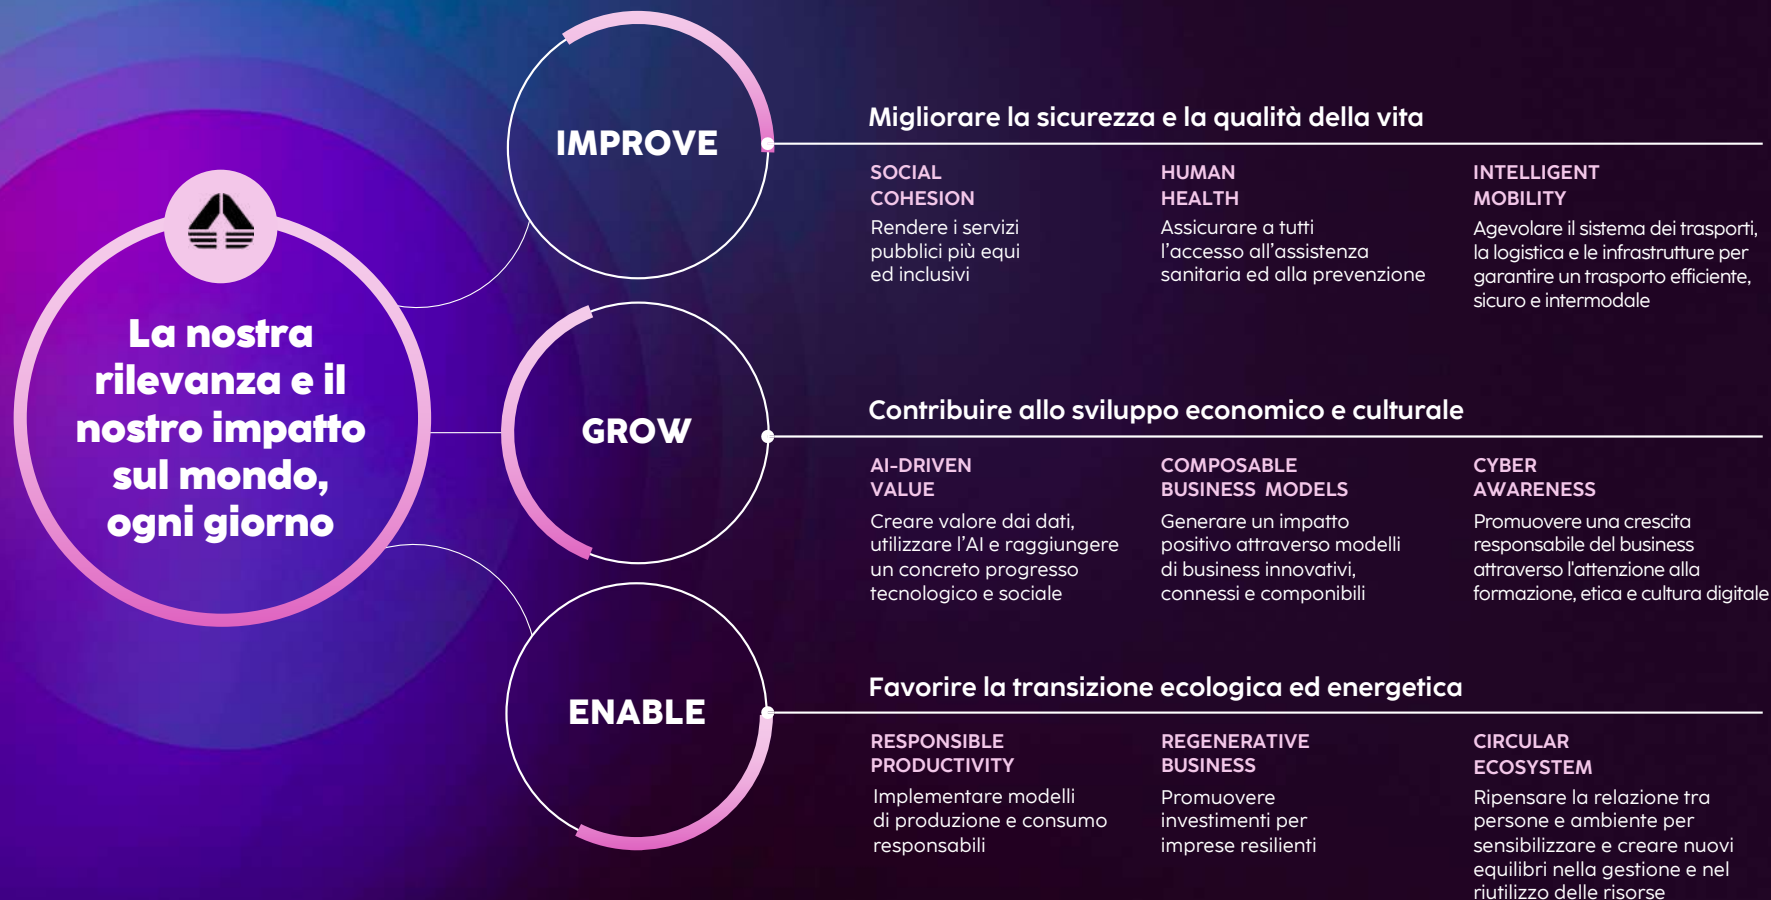 La nostra
rilevanza e il
nostro impatto
sul mondo,
ogni giorno
IMPROVE
Migliorare la sicurezza e la qualità della vita
SOCIAL
COHESION
Rendere i servizi
pubblici più equi
ed inclusivi
HUMAN
HEALTH
Assicurare a tutti
l'accesso all'assistenza
sanitaria ed alla prevenzione
INTELLIGENT
MOBILITY
Agevolare il sistema dei trasporti,
la logistica e le infrastrutture per
garantire un trasporto efficiente,
sicuro e intermodale
GROW
Contribuire allo sviluppo economico e culturale
AI-DRIVEN
VALUE
Creare valore dai dati,
utilizzare l'AI e raggiungere
un concreto progresso
tecnologico e sociale
COMPOSABLE
BUSINESS MODELS
Generare un impatto
positivo attraverso modelli
di business innovativi,
connessi e componibili
CYBER
AWARENESS
Promuovere una crescita
responsabile del business
attraverso l'attenzione alla
formazione, etica e cultura digitale
ENABLE
Favorire la transizione ecologica ed energetica
RESPONSIBLE
PRODUCTIVITY
Implementare modelli
di produzione e consumo
responsabili
REGENERATIVE
BUSINESS
Promuovere
investimenti per
imprese resilienti
CIRCULAR
ECOSYSTEM
Ripensare la relazione tra
persone e ambiente per
sensibilizzare e creare nuovi
equilibri nella gestione e nel
riutilizzo delle risorse